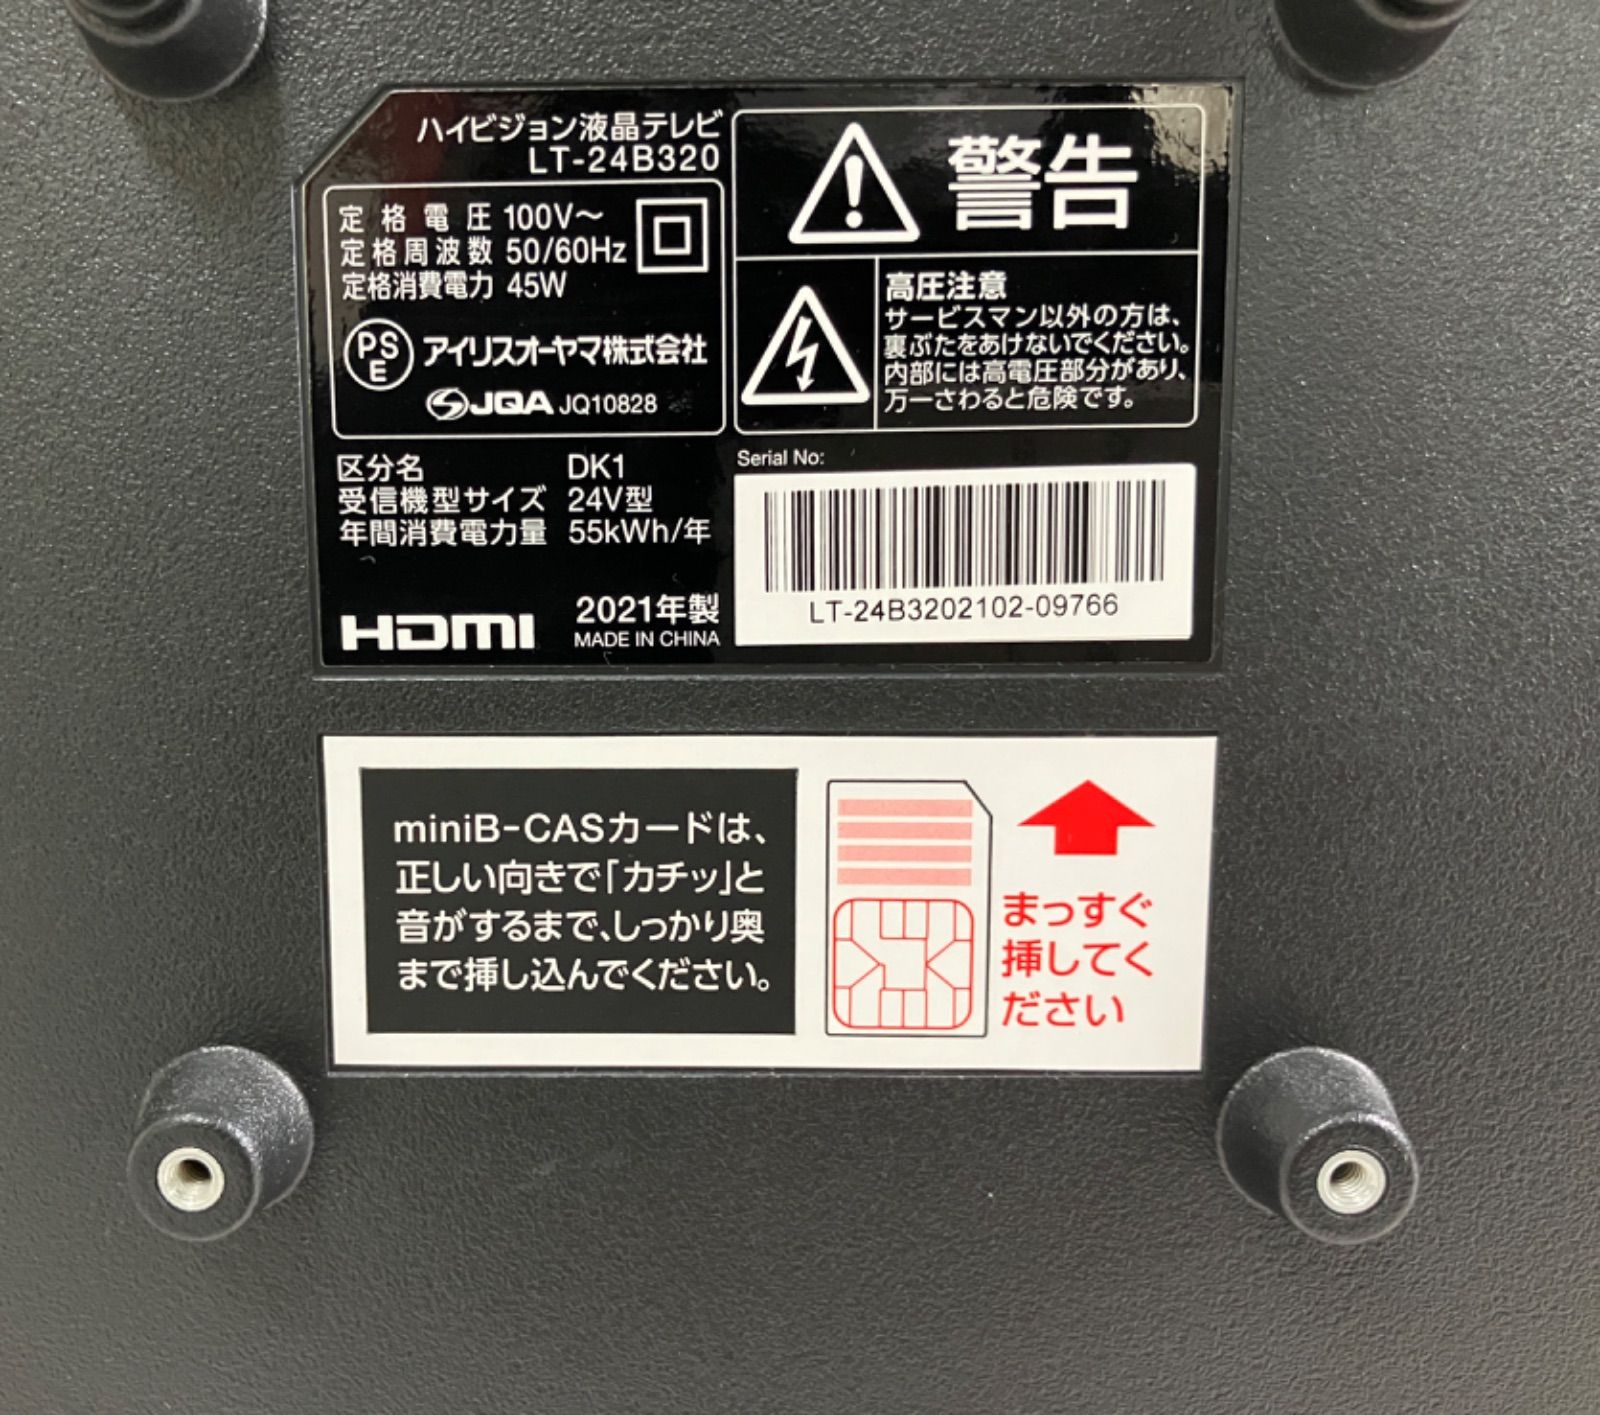 ハイビジョン液晶テレビ
LT-24B320
定格電圧 100V～
定格周波数 50/60Hz
定格消費電力 45W
PSE
アイリスオーヤマ株式会社
JQA JQ10828
区分名 DK1
受信機型サイズ 24V型
年間消費電力量 55kWh/年
HDMI
2021年製
MADE IN CHINA
警告
高圧注意
サービスマン以外の方は、
裏ぶたをあけないでください。
内部には高電圧部分があり、
万一さわると危険です。
Serial No:
LT-24B3202102-09766
miniB-CASカードは、
正しい向きで「カチッ」と
音がするまで、しっかり奥
まで挿し込んでください。
まっすぐ
挿してく
ださい